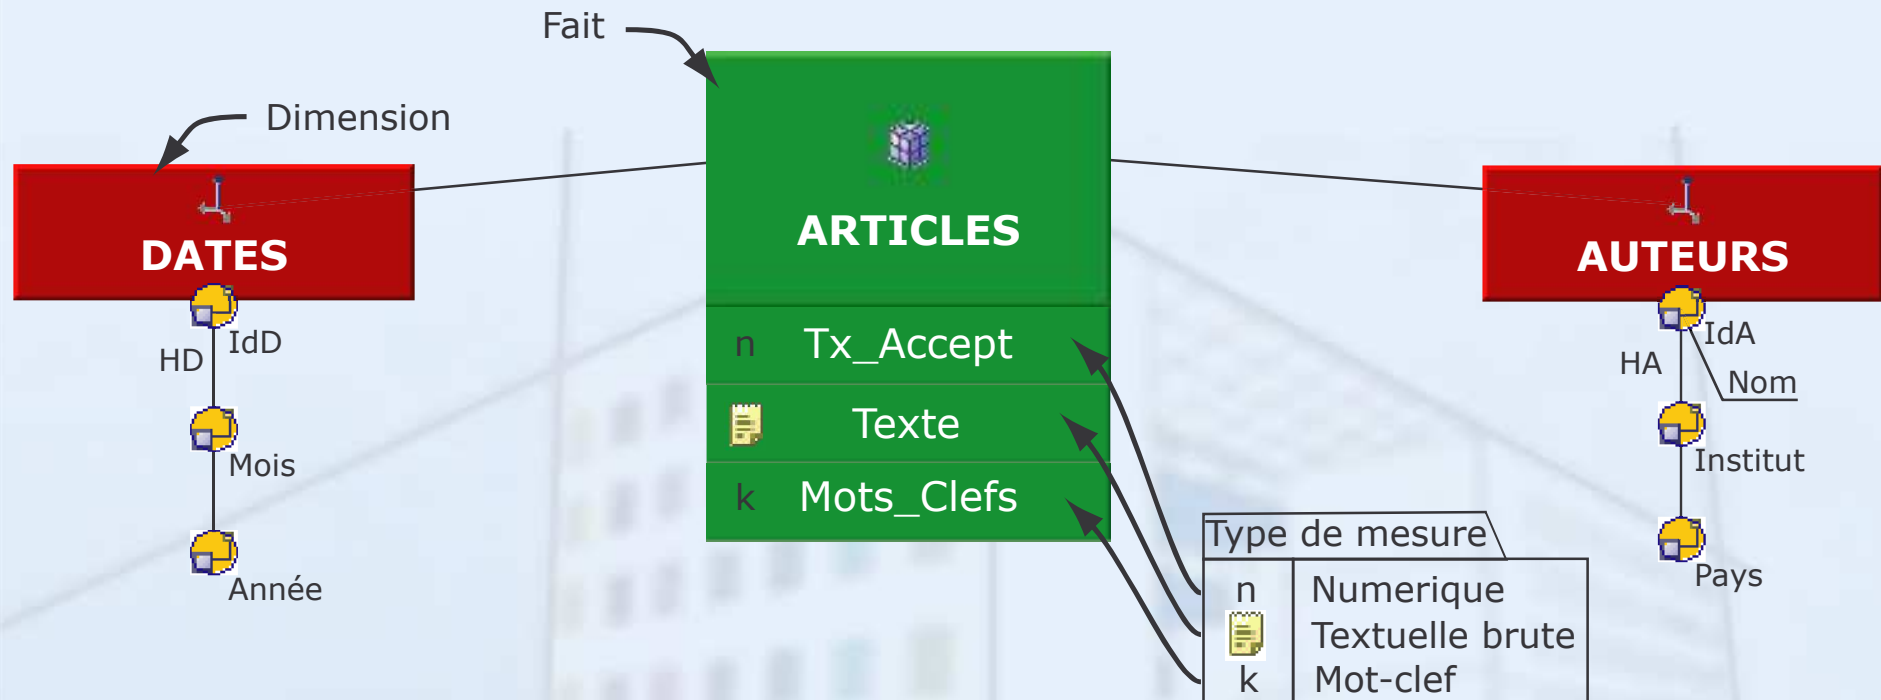 Fait
Dimension
DATES
IdD
HD
Mois
Année
ARTICLES
n Tx_Accept
Texte
k Mots_Clefs
AUTEURS
IdA
HA
Nom
Institut
Pays
Type de mesure
n Numerique
Textuelle brute
k Mot-clef